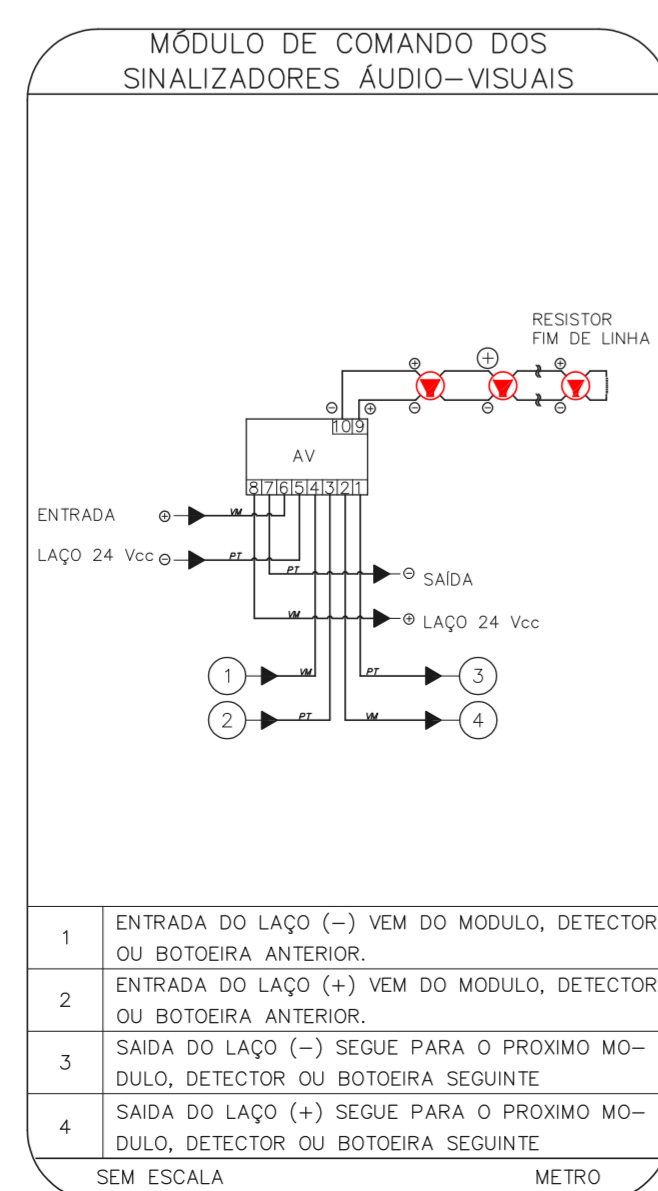 MÓDULO DE COMANDO DOS
SINALIZADORES ÁUDIO-VISUAIS
RESISTOR
FIM DE LINHA
10 9
AV
8 7 6 5 4 3 2 1
ENTRADA
VM
LAÇO 24 Vcc
PT
PT
SAÍDA
VM
LAÇO 24 Vcc
1 VM PT 3
2 PT VM 4
1 ENTRADA DO LAÇO (-) VEM DO MODULO, DETECTOR
OU BOTOEIRA ANTERIOR.
2 ENTRADA DO LAÇO (+) VEM DO MODULO, DETECTOR
OU BOTOEIRA ANTERIOR.
3 SAIDA DO LAÇO (-) SEGUE PARA O PROXIMO MO-
DULO, DETECTOR OU BOTOEIRA SEGUINTE
4 SAIDA DO LAÇO (+) SEGUE PARA O PROXIMO MO-
DULO, DETECTOR OU BOTOEIRA SEGUINTE
SEM ESCALA METRO